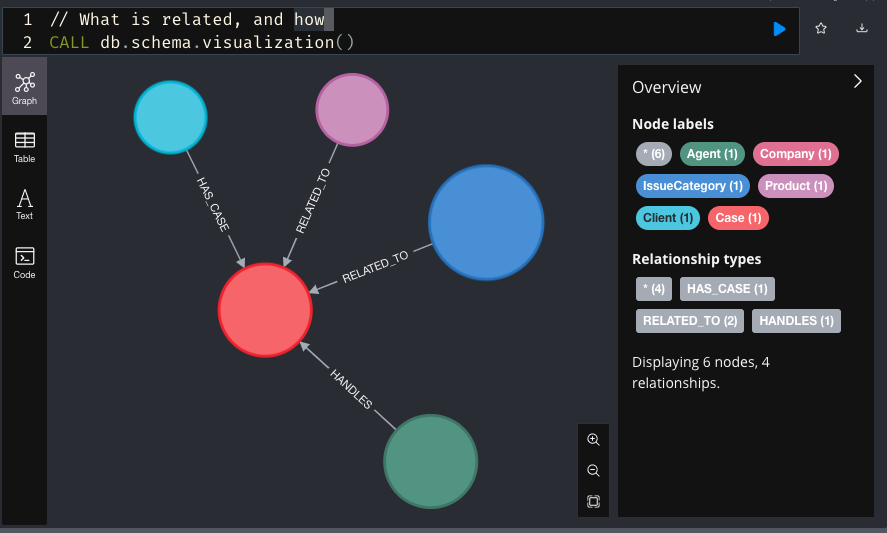 1 // What is related, and how
2 CALL db.schema.visualization()
Graph
Table
Text
Code
HAS_CASE
RELATED_TO
RELATED_TO
HANDLES
Overview
Node labels
* (6) Agent (1) Company (1)
IssueCategory (1) Product (1)
Client (1) Case (1)
Relationship types
* (4) HAS_CASE (1)
RELATED_TO (2) HANDLES (1)
Displaying 6 nodes, 4
relationships.